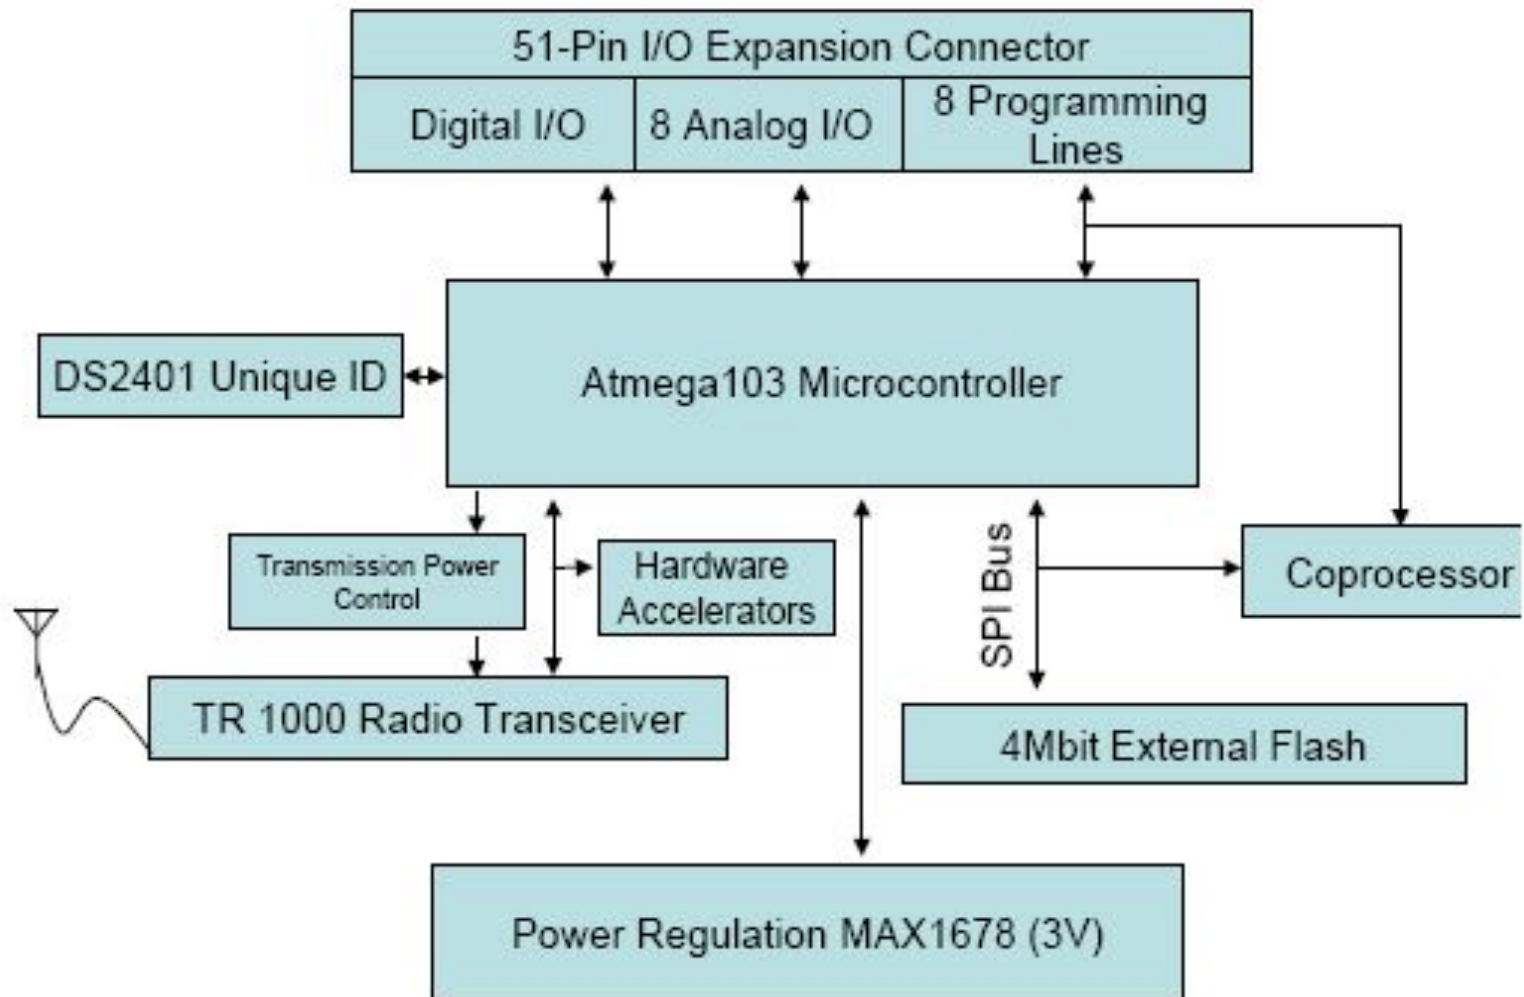 51-Pin I/O Expansion Connector
Digital I/O
8 Analog I/O
8 Programming
Lines
DS2401 Unique ID
Atmega103 Microcontroller
Transmission Power
Control
Hardware
Accelerators
SPI Bus
Coprocessor
TR 1000 Radio Transceiver
4Mbit External Flash
Power Regulation MAX1678 (3V)